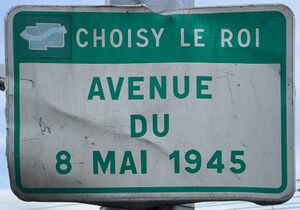 CHOISY LE ROI
AVENUE
DU
8 MAI 1945